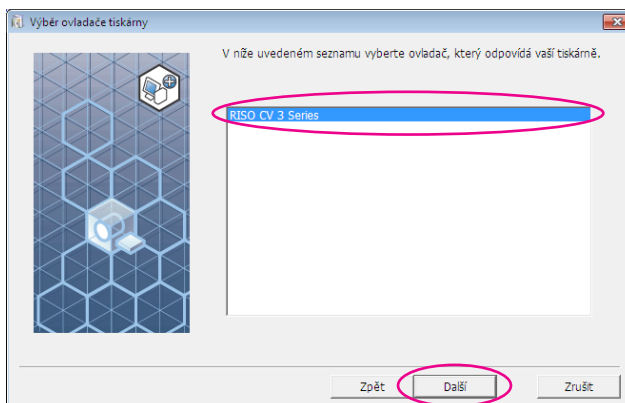 Výběr ovladače tiskárny
V níže uvedeném seznamu vyberte ovladač, který odpovídá vaší tiskárně.
RISO CV 3 Series
Zpět
Další
Zrušit